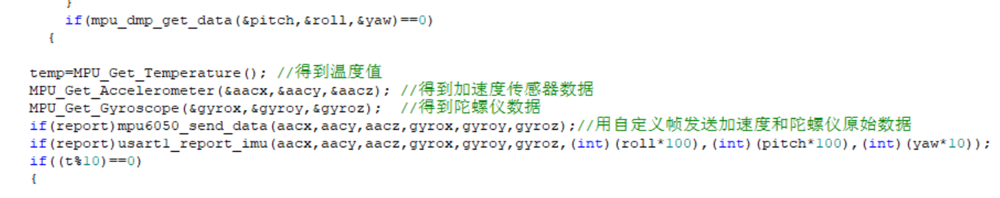 }
if(mpu_dmp_get_data(&pitch,&roll,&yaw)==0)
{
temp=MPU_Get_Temperature(); //得到温度值
MPU_Get_Accelerometer(&aacx,&aacy,&aacz); //得到加速度传感器数据
MPU_Get_Gyroscope(&gyrox,&gyroy,&gyroz); //得到陀螺仪数据
if(report)mpu6050_send_data(aacx,aacy,aacz,gyrox,gyroy,gyroz);//用自定义帧发送加速度和陀螺仪原始数据
if(report)usart1_report_imu(aacx,aacy,aacz,gyrox,gyroy,gyroz,(int)(roll*100),(int)(pitch*100),(int)(yaw*10));
if((t%10)==0)
{